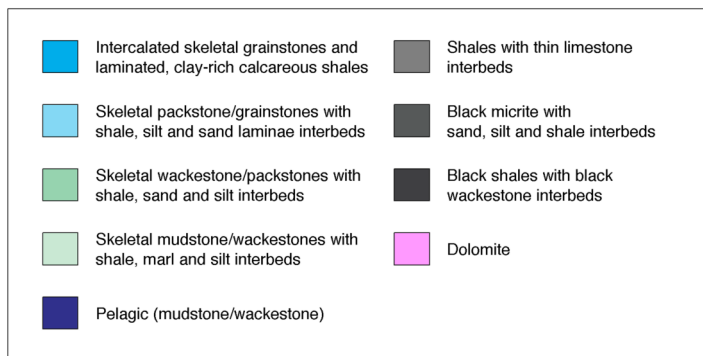 Intercalated skeletal grainstones and
laminated, clay-rich calcareous shales
Skeletal packstone/grainstones with
shale, silt and sand laminae interbeds
Skeletal wackestone/packstones with
shale, sand and silt interbeds
Skeletal mudstone/wackestones with
shale, marl and silt interbeds
Pelagic (mudstone/wackestone)
Shales with thin limestone
interbeds
Black micrite with
sand, silt and shale interbeds
Black shales with black
wackestone interbeds
Dolomite